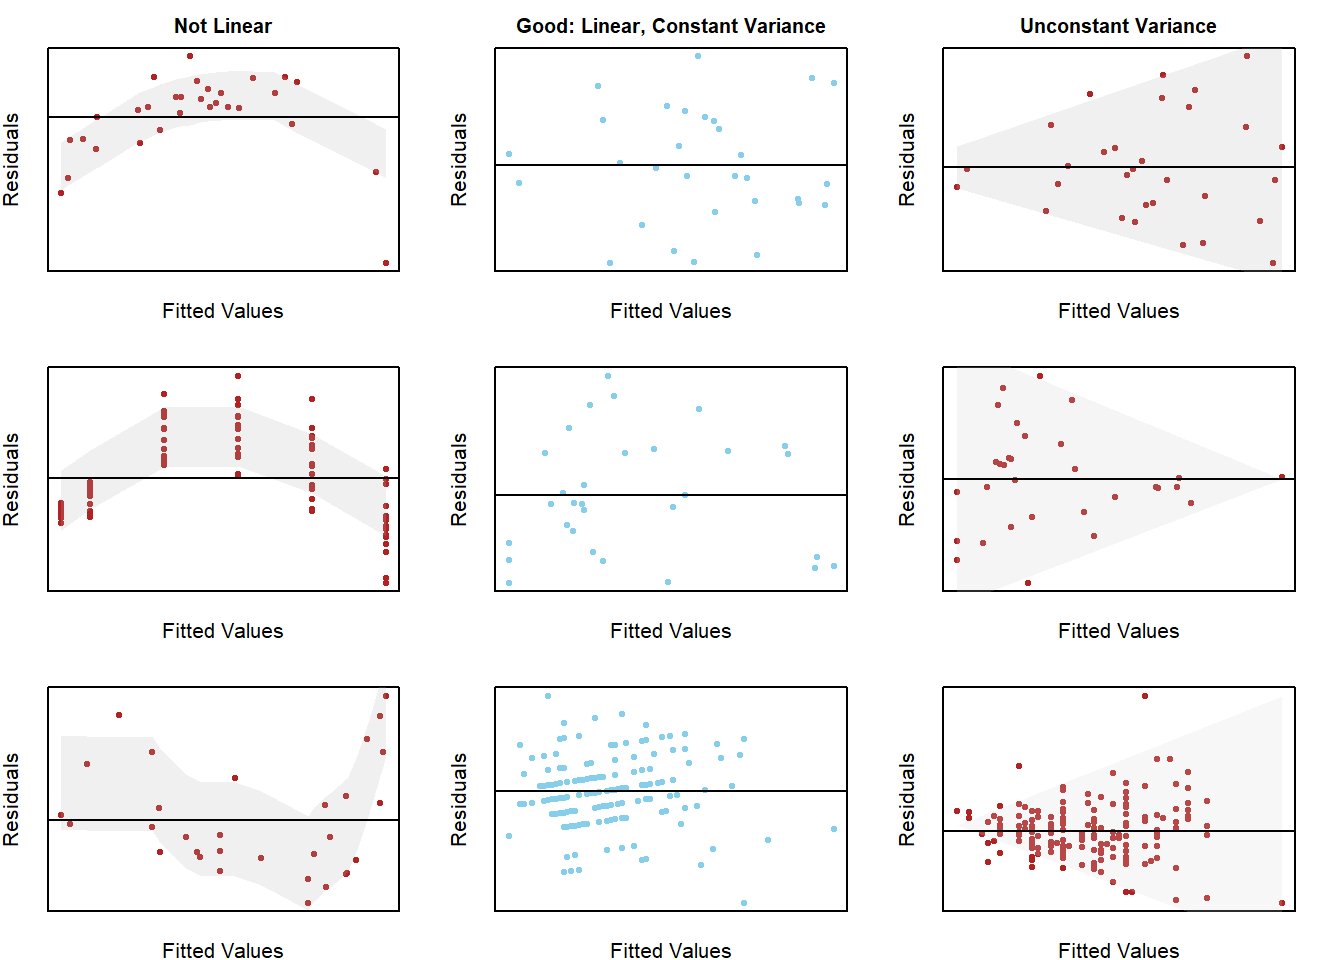 Not Linear
Good: Linear, Constant Variance
Unconstant Variance
Residuals
Residuals
Residuals
Fitted Values
Fitted Values
Fitted Values
Residuals
Residuals
Residuals
Fitted Values
Fitted Values
Fitted Values
Residuals
Residuals
Residuals
Fitted Values
Fitted Values
Fitted Values